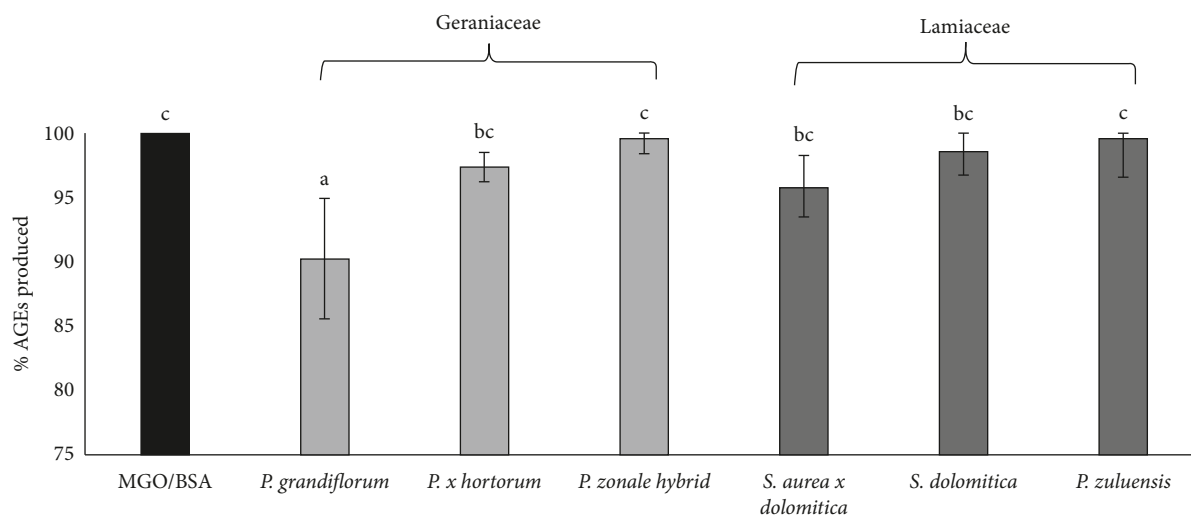 Geraniaceae
Lamiaceae
c
a
bc
c
bc
bc
c
100
95
90
85
80
75
% AGEs produced
MGO/BSA
P. grandiflorum
P. x hortorum
P. zonale hybrid
S. aurea x
dolomitica
S. dolomitica
P. zuluensis